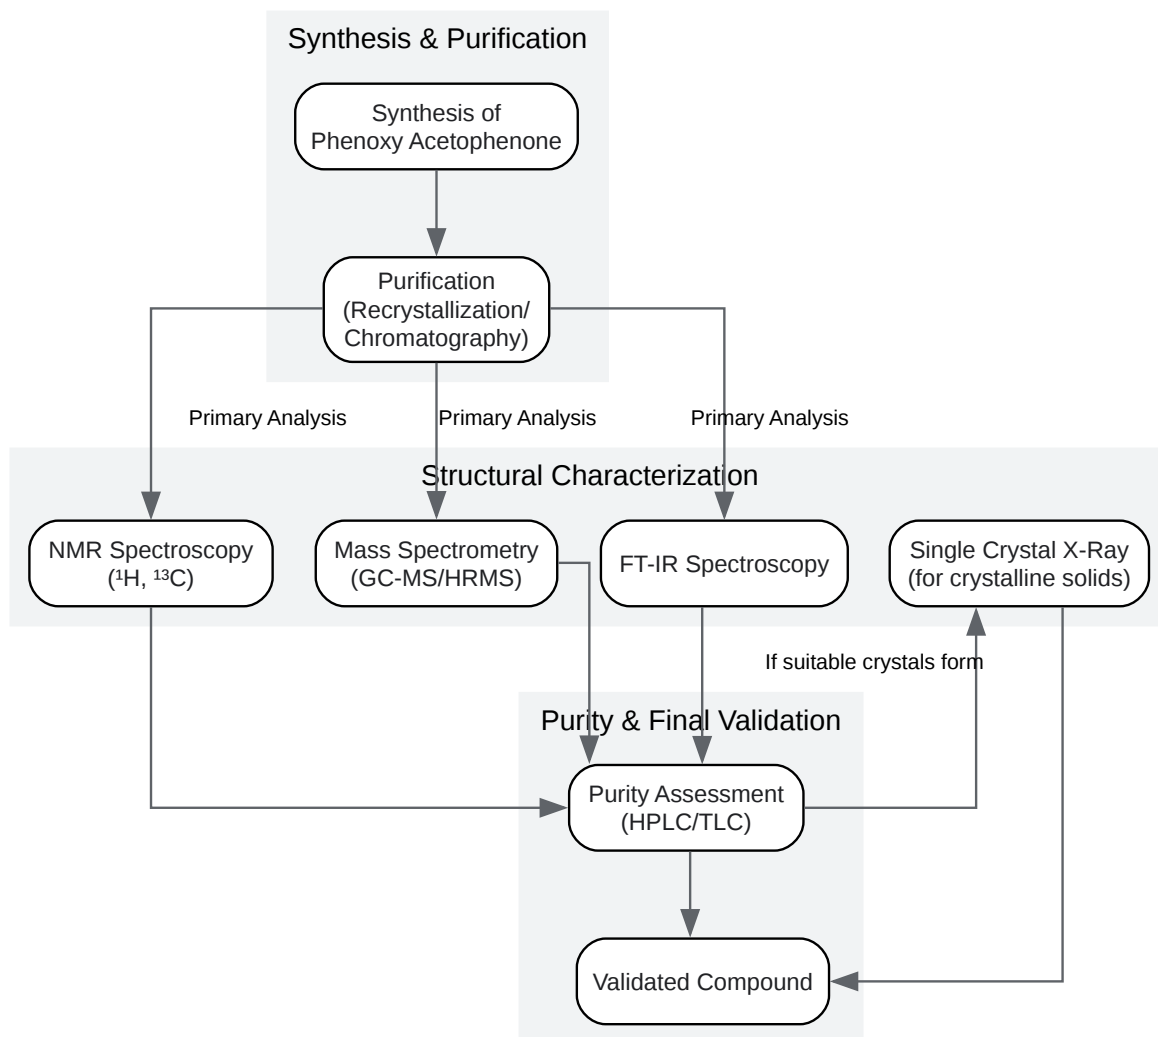 Synthesis & Purification
Synthesis of
Phenoxy Acetophenone
Purification
(Recrystallization/
Chromatography)
Primary Analysis
Primary Analysis
Primary Analysis
Structural Characterization
NMR Spectroscopy
(¹H, ¹³C)
Mass Spectrometry
(GC-MS/HRMS)
FT-IR Spectroscopy
Single Crystal X-Ray
(for crystalline solids)
If suitable crystals form
Purity & Final Validation
Purity Assessment
(HPLC/TLC)
Validated Compound